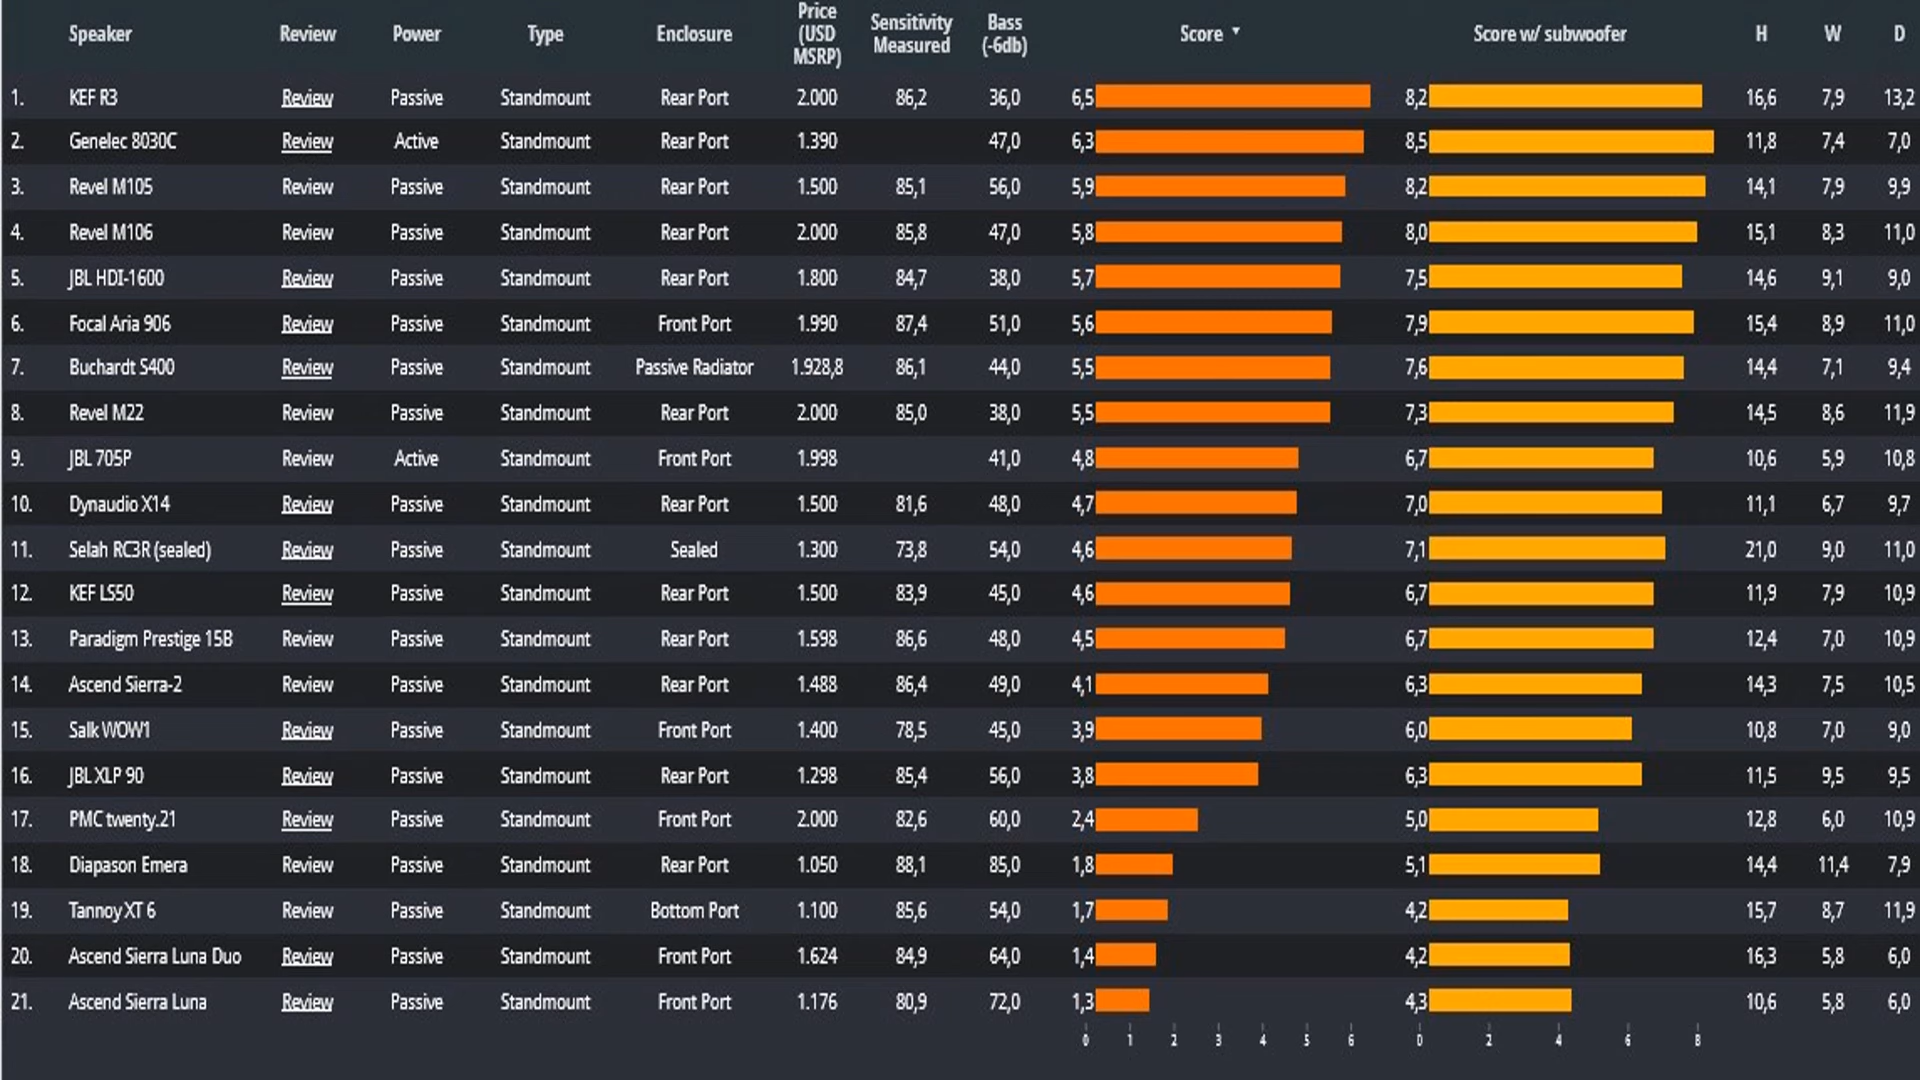 Speaker Review Power Type Enclosure Price (USD MSRP) Sensitivity Measured Bass (-6db) Score ▼ Score w/ subwoofer H W D
1. KEF R3 Review Passive Standmount Rear Port 2.000 86,2 36,0 6,5 8,2 16,6 7,9 13,2
2. Genelec 8030C Review Active Standmount Rear Port 1.390 47,0 6,3 8,5 11,8 7,4 7,0
3. Revel M105 Review Passive Standmount Rear Port 1.500 85,1 56,0 5,9 8,2 14,1 7,9 9,9
4. Revel M106 Review Passive Standmount Rear Port 2.000 85,8 47,0 5,8 8,0 15,1 8,3 11,0
5. JBL HDI-1600 Review Passive Standmount Rear Port 1.800 84,7 38,0 5,7 7,5 14,6 9,1 9,0
6. Focal Aria 906 Review Passive Standmount Front Port 1.990 87,4 51,0 5,6 7,9 15,4 8,9 11,0
7. Buchardt S400 Review Passive Standmount Passive Radiator 1.928,8 86,1 44,0 5,5 7,6 14,4 7,1 9,4
8. Revel M22 Review Passive Standmount Rear Port 2.000 85,0 38,0 5,5 7,3 14,5 8,6 11,9
9. JBL 705P Review Active Standmount Front Port 1.998 41,0 4,8 6,7 10,6 5,9 10,8
10. Dynaudio X14 Review Passive Standmount Rear Port 1.500 81,6 48,0 4,7 7,0 11,1 6,7 9,7
11. Selah RC3R (sealed) Review Passive Standmount Sealed 1.300 73,8 54,0 4,6 7,1 21,0 9,0 11,0
12. KEF LS50 Review Passive Standmount Rear Port 1.500 83,9 45,0 4,6 6,7 11,9 7,9 10,9
13. Paradigm Prestige 15B Review Passive Standmount Rear Port 1.598 86,6 48,0 4,5 6,7 12,4 7,0 10,9
14. Ascend Sierra-2 Review Passive Standmount Rear Port 1.488 86,4 49,0 4,1 6,3 14,3 7,5 10,5
15. Salk WOW1 Review Passive Standmount Front Port 1.400 78,5 45,0 3,9 6,0 10,8 7,0 9,0
16. JBL XLP 90 Review Passive Standmount Rear Port 1.298 85,4 56,0 3,8 6,3 11,5 9,5 9,5
17. PMC twenty.21 Review Passive Standmount Front Port 2.000 82,6 60,0 2,4 5,0 12,8 6,0 10,9
18. Diapason Emera Review Passive Standmount Rear Port 1.050 88,1 85,0 1,8 5,1 14,4 11,4 7,9
19. Tannoy XT 6 Review Passive Standmount Bottom Port 1.100 85,6 54,0 1,7 4,2 15,7 8,7 11,9
20. Ascend Sierra Luna Duo Review Passive Standmount Front Port 1.624 84,9 64,0 1,4 4,2 16,3 5,8 6,0
21. Ascend Sierra Luna Review Passive Standmount Front Port 1.176 80,9 72,0 1,3 4,3 10,6 5,8 6,0
0 1 2 3 4 5 6 0 2 4 6 8